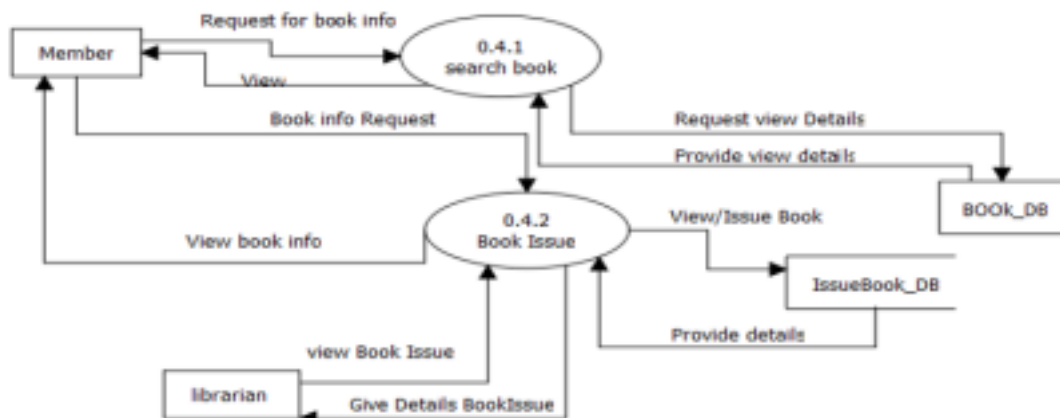 Request for book info
Member
0.4.1
search book
View
Book info Request
Request view Details
Provide view details
BOOk_DB
0.4.2
Book Issue
View/Issue Book
View book info
IssueBook_DB
Provide details
view Book Issue
librarian
Give Details BookIssue